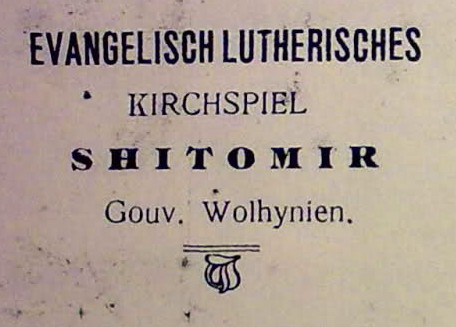 EVANGELISCH LUTHERISCHES
KIRCHSPIEL
SHITOMIR
Gouv. Wolhynien.